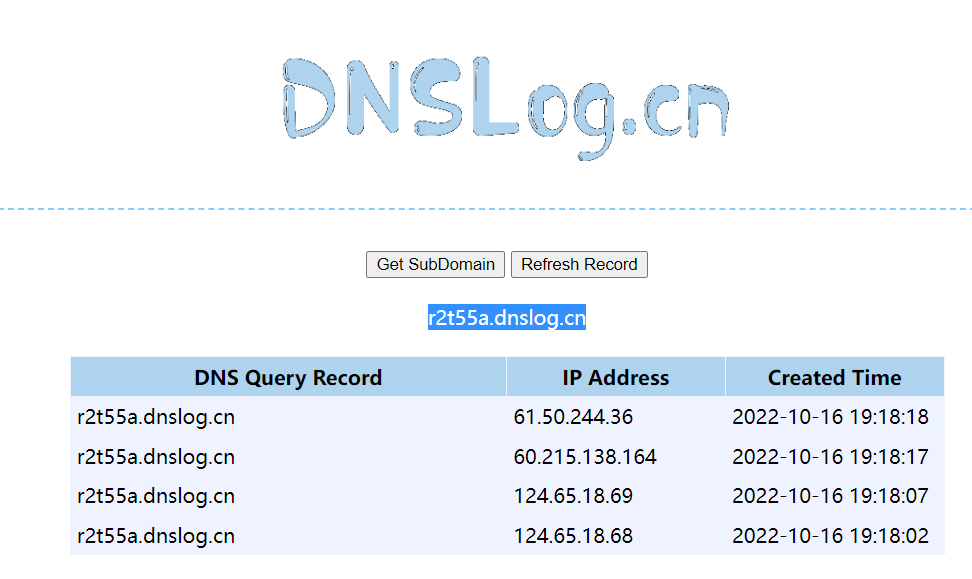 DNSLog.cn
Get SubDomain Refresh Record
r2t55a.dnslog.cn
DNS Query Record IP Address Created Time
r2t55a.dnslog.cn 61.50.244.36 2022-10-16 19:18:18
r2t55a.dnslog.cn 60.215.138.164 2022-10-16 19:18:17
r2t55a.dnslog.cn 124.65.18.69 2022-10-16 19:18:07
r2t55a.dnslog.cn 124.65.18.68 2022-10-16 19:18:02